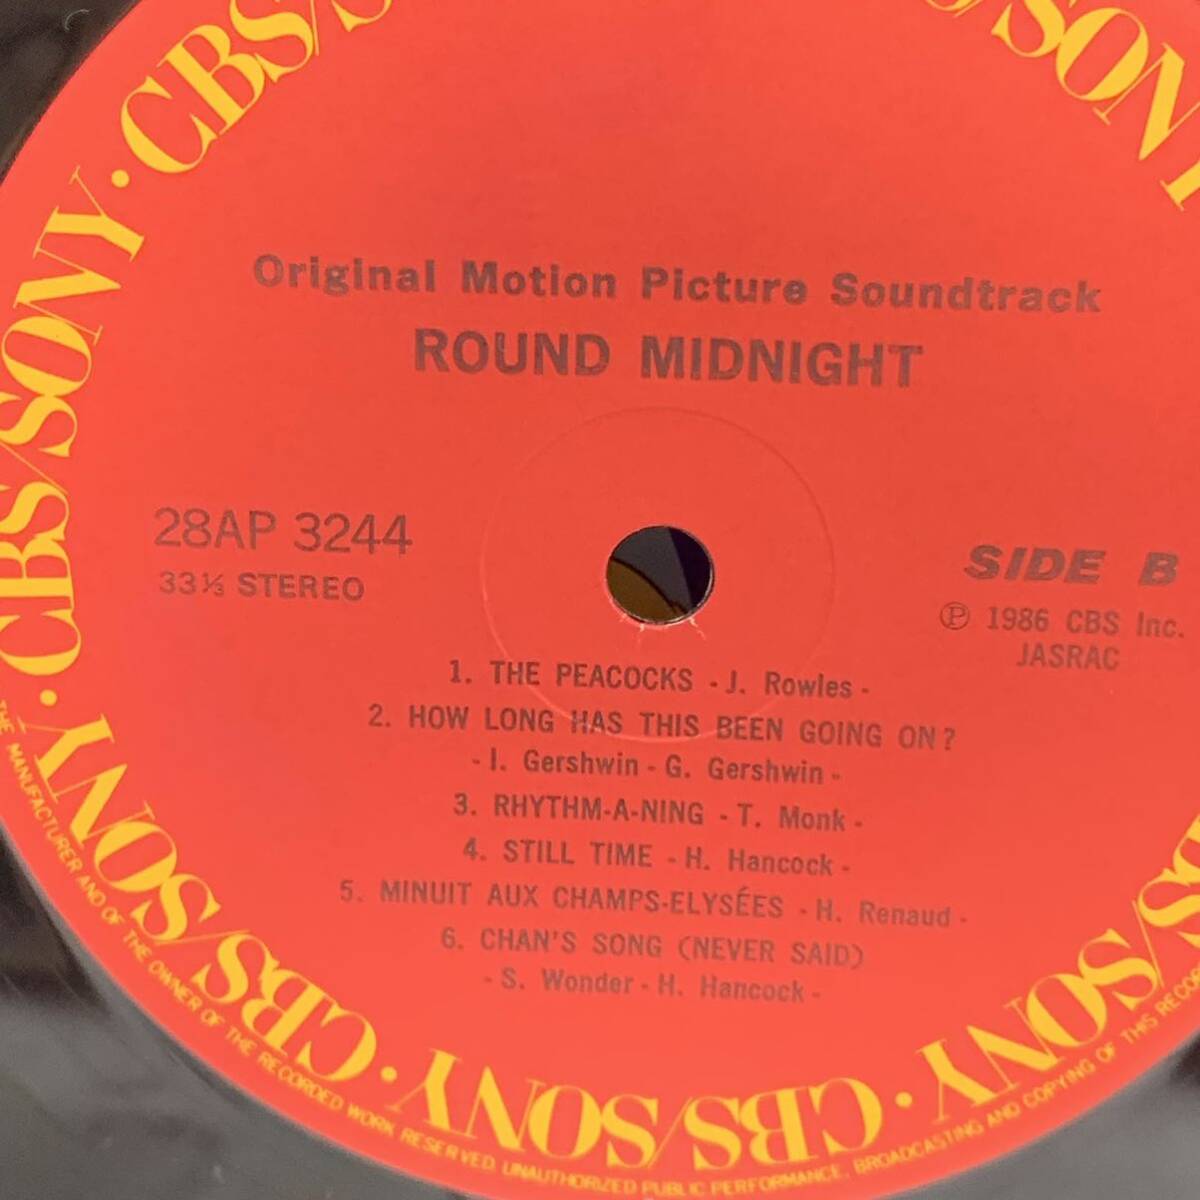 Original Motion Picture Soundtrack
ROUND MIDNIGHT
28AP 3244
33⅓ STEREO
SIDE B
Ⓟ 1986 CBS Inc.
JASRAC
1. THE PEACOCKS - J. Rowles -
2. HOW LONG HAS THIS BEEN GOING ON?
- I. Gershwin - G. Gershwin -
3. RHYTHM-A-NING - T. Monk -
4. STILL TIME - H. Hancock -
5. MINUIT AUX CHAMPS-ELYSÉES - H. Renaud -
6. CHAN'S SONG (NEVER SAID)
- S. Wonder - H. Hancock -
CBS/SONY · CBS/SONY · CBS/SONY · CBS/SONY · CBS/SONY
THE MANUFACTURER AND OF THE OWNER OF THE RECORDED WORK RESERVED. UNAUTHORIZED PUBLIC PERFORMANCE, BROADCASTING AND COPYING OF THIS RECORD